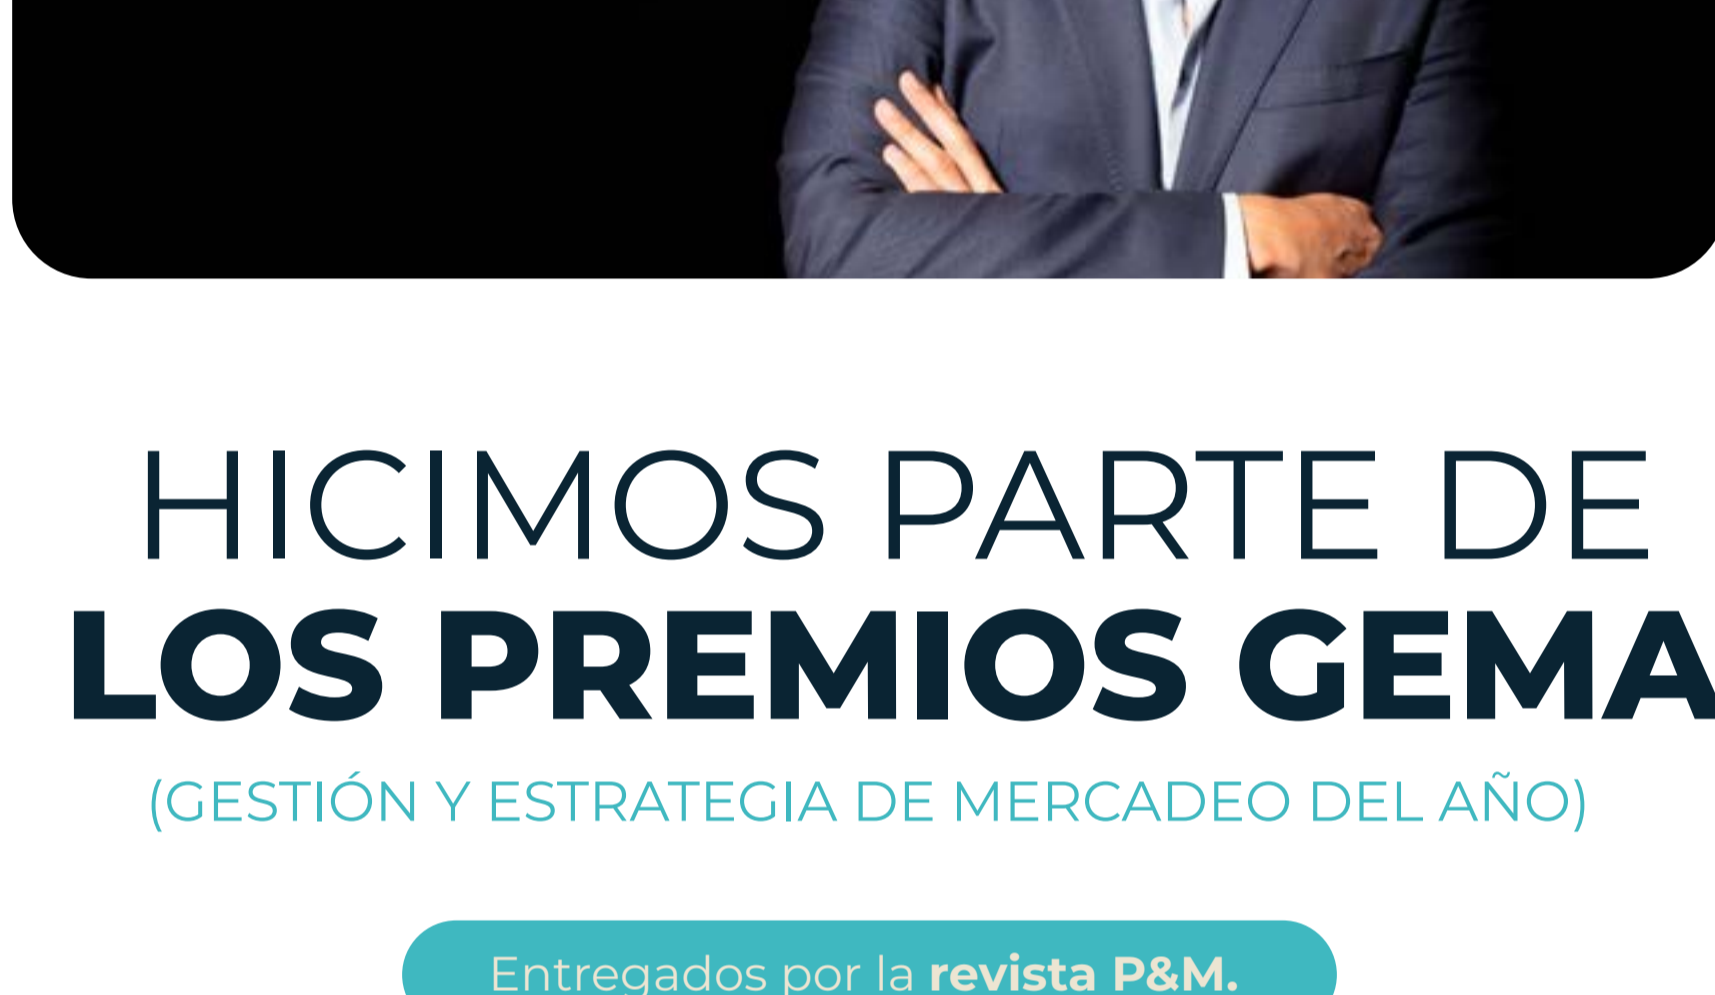 HICIMOS PARTE DE
LOS PREMIOS GEMA
(GESTIÓN Y ESTRATEGIA DE MERCADEO DEL AÑO)
Entregados por la revista P&M.